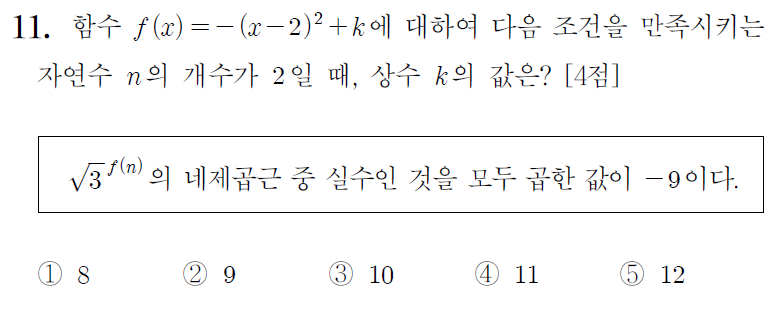 11. 함수 f(x)=-(x-2)²+k에 대하여 다음 조건을 만족시키는
자연수 n의 개수가 2일 때, 상수 k의 값은? [4점]
√3^{f(n)}의 네제곱근 중 실수인 것을 모두 곱한 값이 -9이다.
① 8 ② 9 ③ 10 ④ 11 ⑤ 12